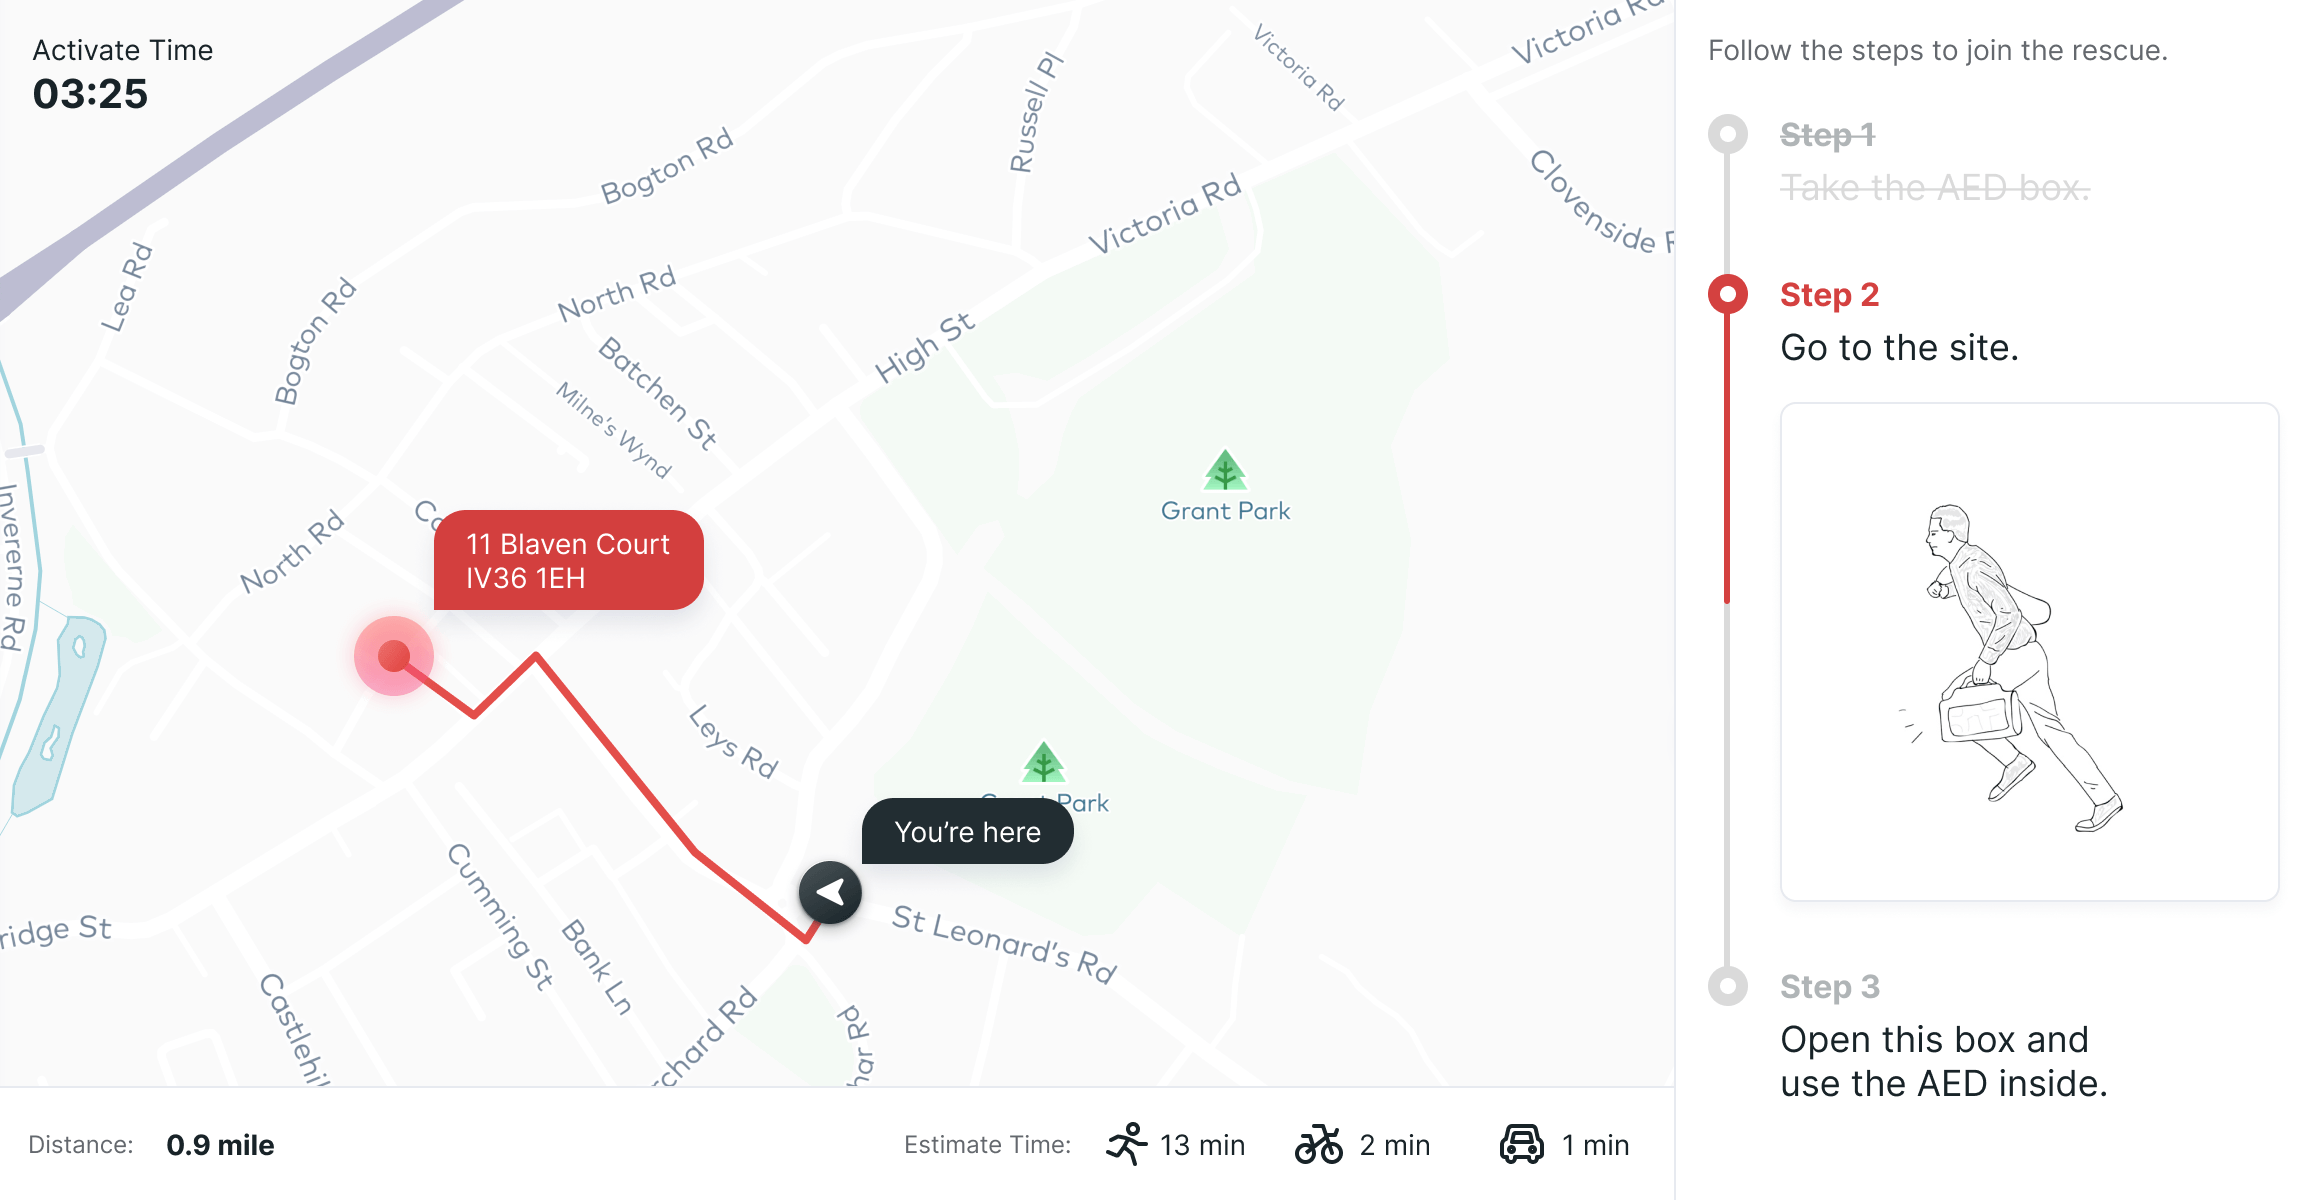 Activate Time
03:25
Follow the steps to join the rescue.
Step 1
Take the AED box.
Step 2
Go to the site.
Step 3
Open this box and
use the AED inside.
Victoria Rd
Victoria Rd
Russell Pl
Bogton Rd
Clovenside
Victoria Rd
Lea Rd
North Rd
Bogton Rd
High St
Batchen St
Milne's Wynd
Grant Park
Invererne Rd
North Rd
11 Blaven Court
IV36 1EH
Leys Rd
Park
You're here
Cumming St
St Leonard's Rd
ridge St
Bank Ln
Castlehil
rchard Rd
har Rd
Distance: 0.9 mile
Estimate Time: 13 min 2 min 1 min